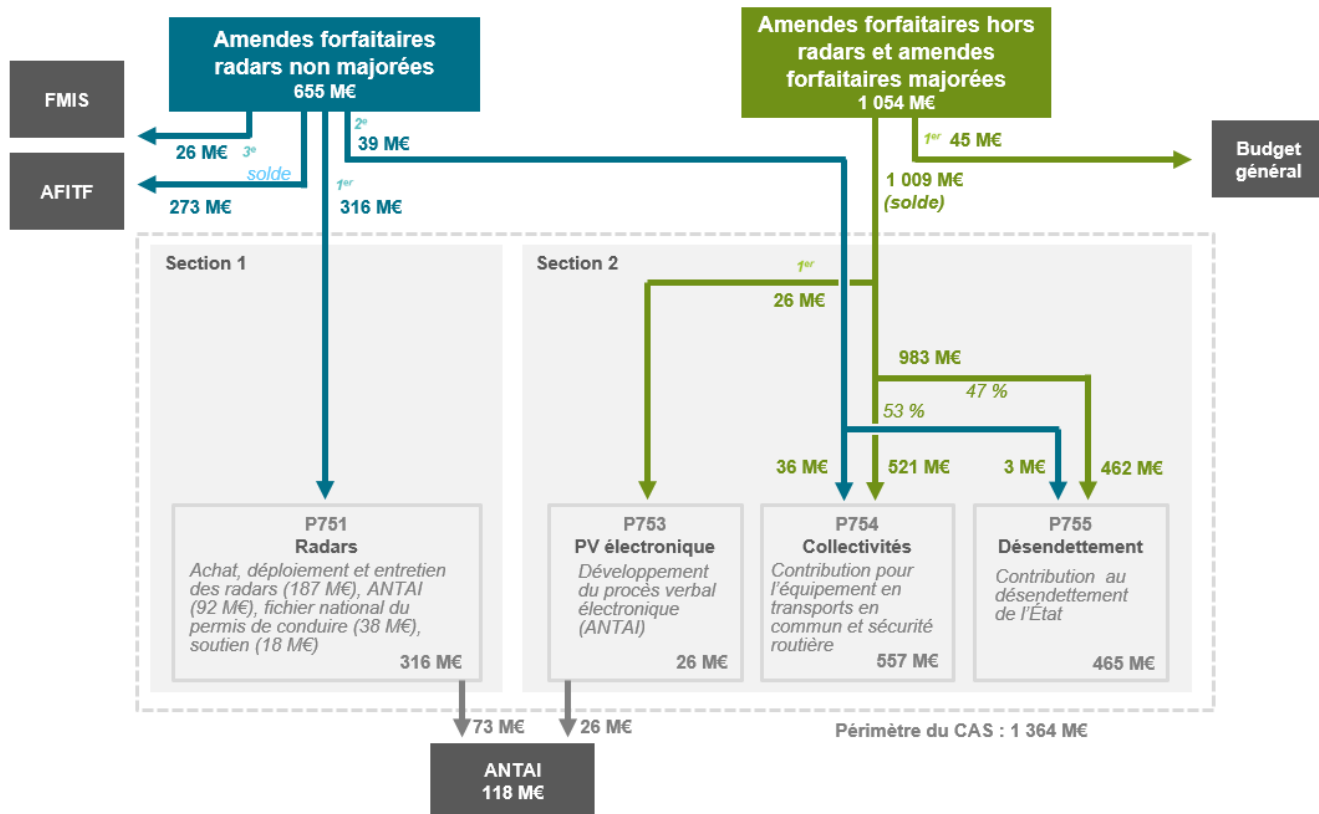 Amendes forfaitaires
radars non majorées
655 M€
Amendes forfaitaires hors
radars et amendes
forfaitaires majorées
1 054 M€
FMIS
AFITF
Budget
général
26 M€
3e
solde
273 M€
1er
316 M€
2e
39 M€
1er 45 M€
1 009 M€
(solde)
Section 1
Section 2
1er
26 M€
983 M€
47 %
53 %
36 M€
521 M€
3 M€
462 M€
P751
Radars
Achat, déploiement et entretien
des radars (187 M€), ANTAI
(92 M€), fichier national du
permis de conduire (38 M€),
soutien (18 M€)
316 M€
P753
PV électronique
Développement
du procès verbal
électronique
(ANTAI)
26 M€
P754
Collectivités
Contribution pour
l’équipement en
transports en
commun et sécurité
routière
557 M€
P755
Désendettement
Contribution au
désendettement
de l’État
465 M€
73 M€
26 M€
Périmètre du CAS : 1 364 M€
ANTAI
118 M€